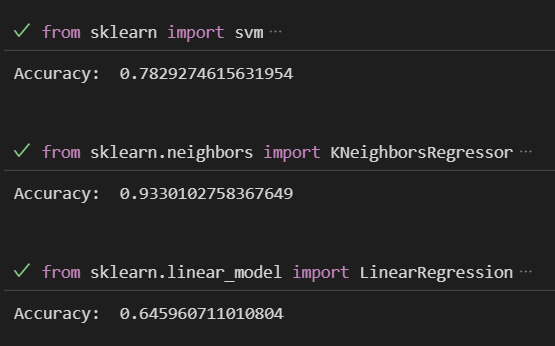 from sklearn import svm ...
Accuracy:  0.7829274615631954
from sklearn.neighbors import KNeighborsRegressor ...
Accuracy:  0.9330102758367649
from sklearn.linear_model import LinearRegression ...
Accuracy:  0.645960711010804